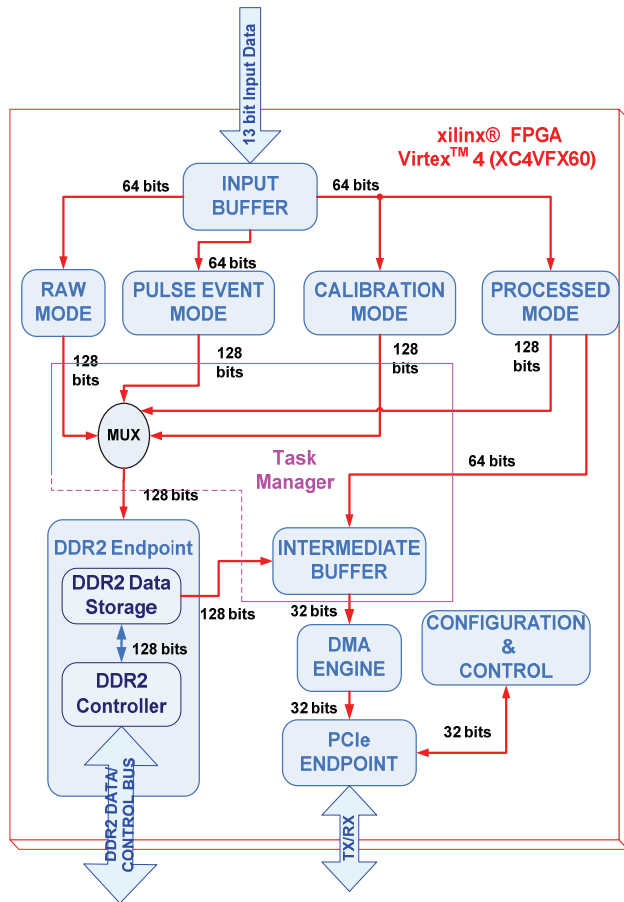 13 bit Input Data
xilinx® FPGA
Virtex™ 4 (XC4VFX60)
64 bits
INPUT
BUFFER
64 bits
64 bits
RAW
MODE
PULSE EVENT
MODE
CALIBRATION
MODE
PROCESSED
MODE
128
bits
128
bits
128
bits
128
bits
MUX
Task
Manager
64 bits
128 bits
DDR2 Endpoint
INTERMEDIATE
BUFFER
DDR2 Data
Storage
128 bits
32 bits
128 bits
DMA
ENGINE
CONFIGURATION
&
CONTROL
DDR2
Controller
32 bits
PCIe
ENDPOINT
32 bits
DDR2 DATA/
CONTROL BUS
TX/RX